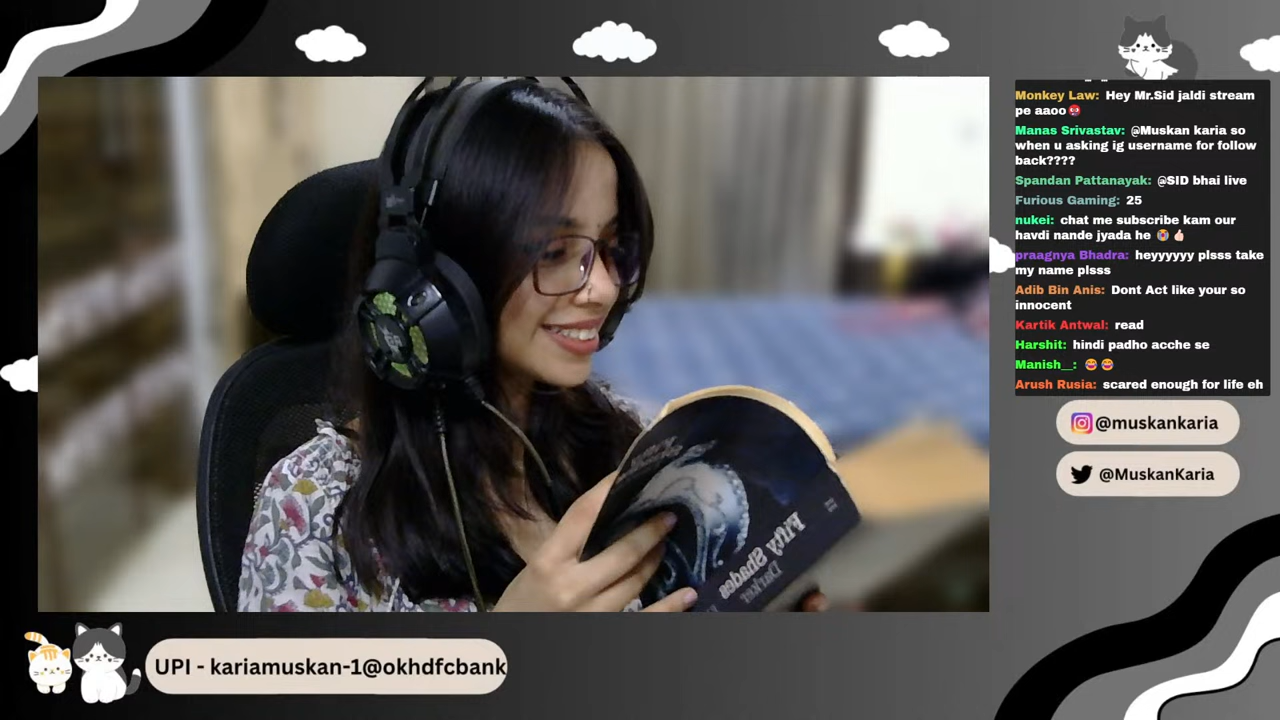 Monkey Law: Hey Mr.Sid jaldi stream
pe aaoo
Manas Srivastav: @Muskan karia so
when u asking ig username for follow
back????
Spandan Pattanayak: @SID bhai live
Furious Gaming: 25
nukei: chat me subscribe kam our
havdi nande jyada he
praagnya Bhadra: heyyyyyy plsss take
my name plsss
Adib Bin Anis: Dont Act like your so
innocent
Kartik Antwal: read
Harshit: hindi padho acche se
Manish__:
Arush Rusia: scared enough for life eh
@muskankaria
@MuskanKaria
Fifty Shades
Darker
UPI - kariamuskan-1@okhdfcbank